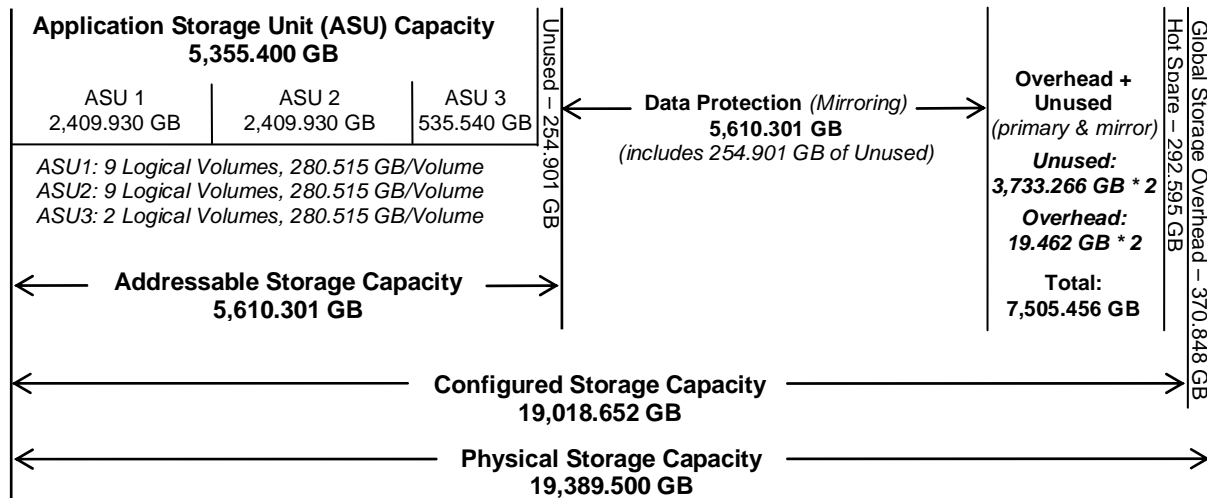 Application Storage Unit (ASU) Capacity
5,355.400 GB
ASU 1
2,409.930 GB
ASU 2
2,409.930 GB
ASU 3
535.540 GB
ASU1: 9 Logical Volumes, 280.515 GB/Volume
ASU2: 9 Logical Volumes, 280.515 GB/Volume
ASU3: 2 Logical Volumes, 280.515 GB/Volume
Unused – 254.901 GB
Addressable Storage Capacity
5,610.301 GB
Data Protection (Mirroring)
5,610.301 GB
(includes 254.901 GB of Unused)
Overhead +
Unused
(primary & mirror)
Unused:
3,733.266 GB * 2
Overhead:
19.462 GB * 2
Total:
7,505.456 GB
Hot Spare – 292.595 GB
Global Storage Overhead – 370.848 GB
Configured Storage Capacity
19,018.652 GB
Physical Storage Capacity
19,389.500 GB